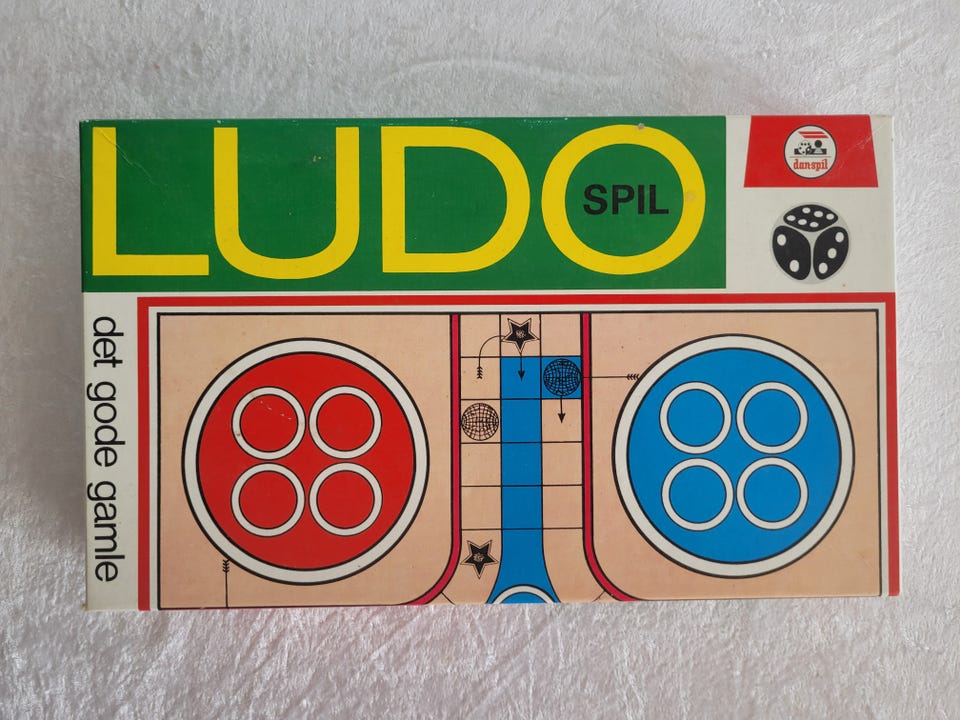 LUDO
SPIL
dan-spil
det gode gamle